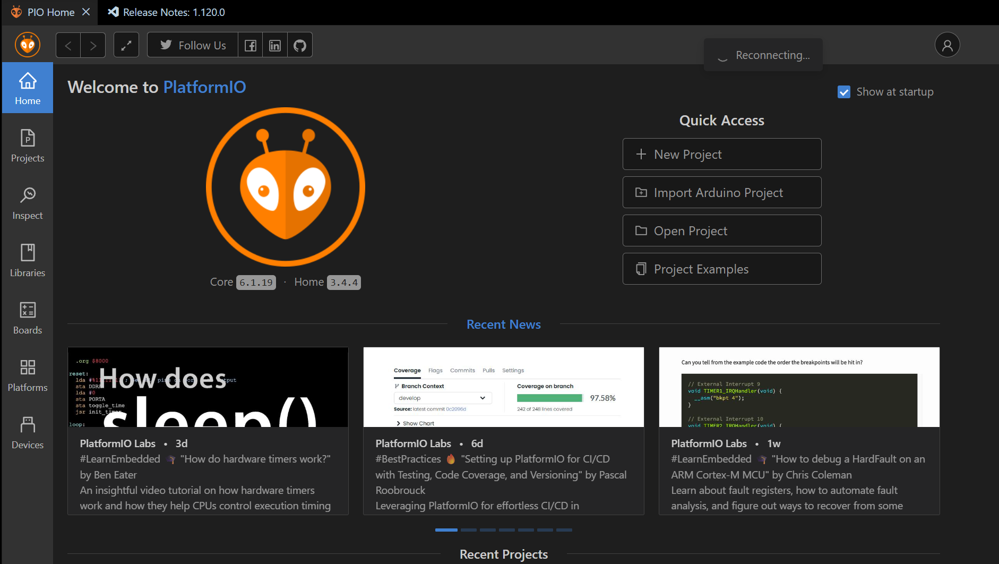 PIO Home
Release Notes: 1.120.0
Follow Us
Reconnecting...
Home
Projects
Inspect
Libraries
Boards
Platforms
Devices
Welcome to PlatformIO
Show at startup
Core 6.1.19 · Home 3.4.4
Quick Access
New Project
Import Arduino Project
Open Project
Project Examples
Recent News
.org $8000
reset:
How does
sta DDRA
lda #0
sta PORTA
sta toggle_time
jsr init_timer
sleep()
loop:
PlatformIO Labs • 3d
#LearnEmbedded 🎓 "How do hardware timers work?"
by Ben Eater
An insightful video tutorial on how hardware timers
work and how they help CPUs control execution timing
Coverage Flags Commits Pulls Settings
Branch Context
develop
Source: latest commit 0c2096d
Show Chart
Coverage on branch
97.58%
242 of 248 lines covered
PlatformIO Labs • 6d
#BestPractices 🔥 "Setting up PlatformIO for CI/CD
with Testing, Code Coverage, and Versioning" by Pascal
Roobrouck
Leveraging PlatformIO for effortless CI/CD in
Can you tell from the example code the order the breakpoints will be hit in?
// External Interrupt 9
void TIMER1_IRQHandler(void) {
__asm("bkpt 4");
}
// External Interrupt 10
void TIMER2_IRQHandler(void) {
PlatformIO Labs • 1w
#LearnEmbedded 🎓 "How to debug a HardFault on an
ARM Cortex-M MCU" by Chris Coleman
Learn about fault registers, how to automate fault
analysis, and figure out ways to recover from some
Recent Projects